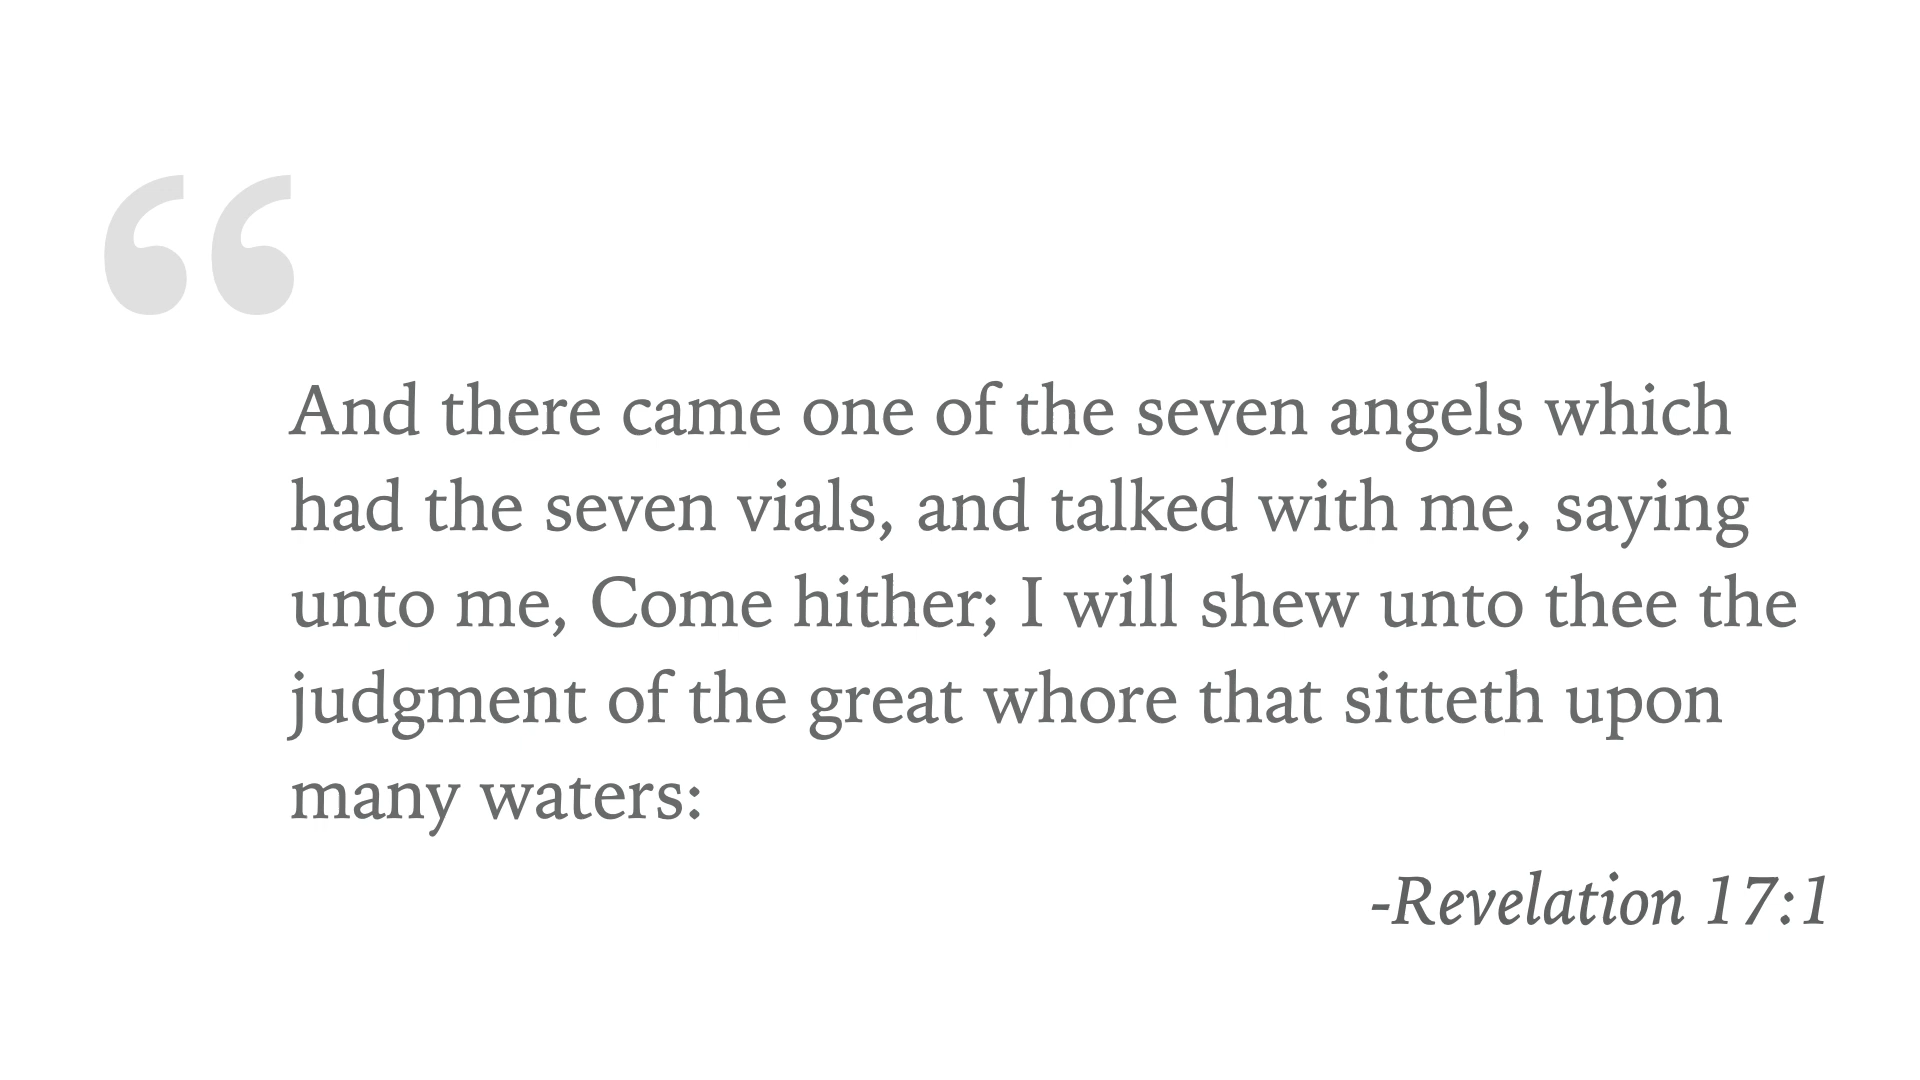 “
And there came one of the seven angels which
had the seven vials, and talked with me, saying
unto me, Come hither; I will shew unto thee the
judgment of the great whore that sitteth upon
many waters:
-Revelation 17:1